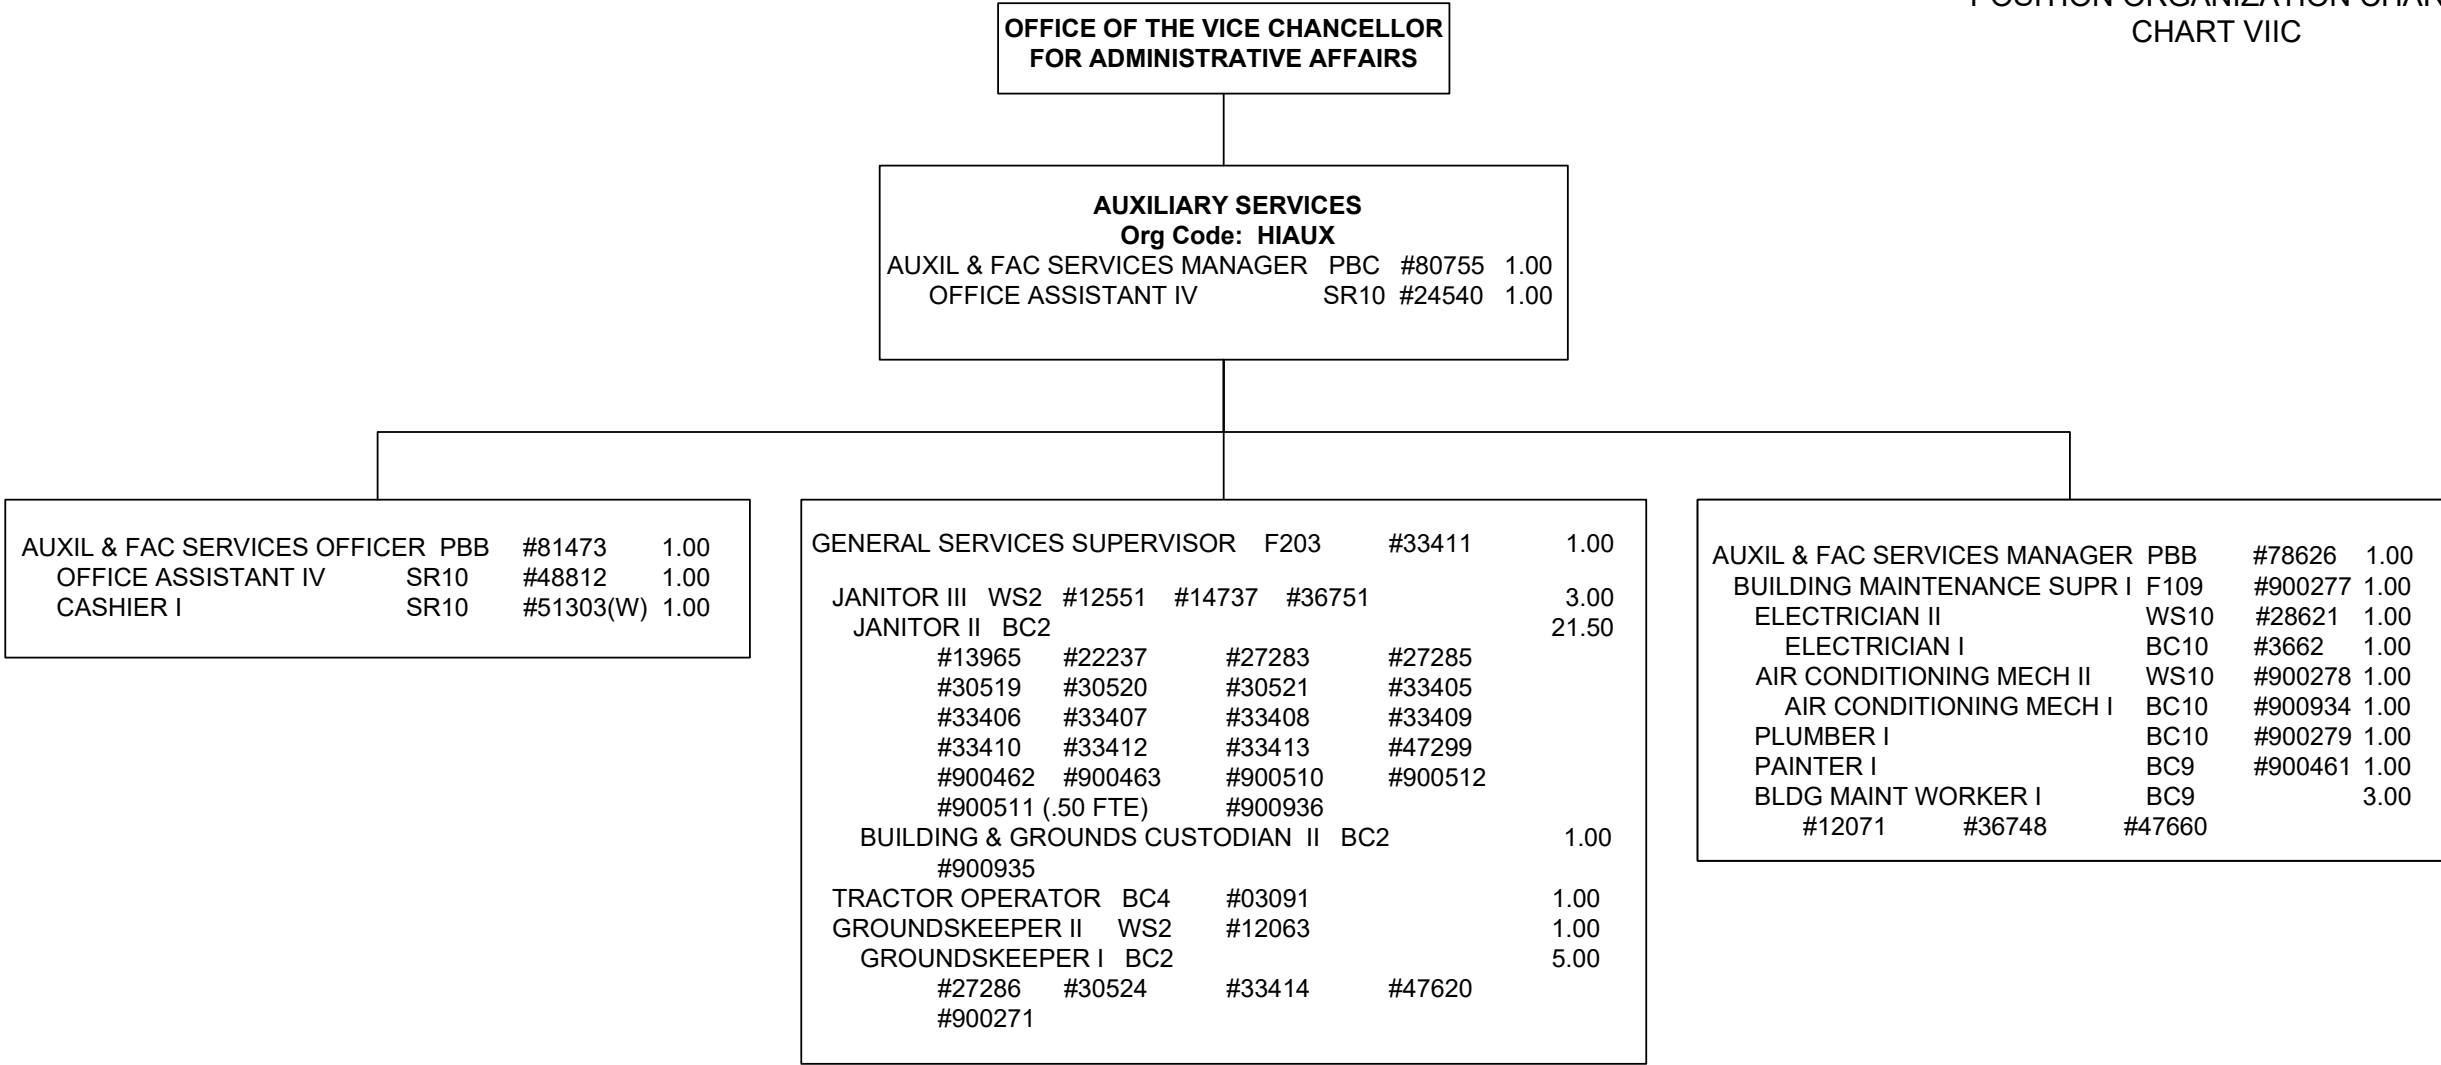 POSITION ORGANIZATION CHAR
CHART VIIC
OFFICE OF THE VICE CHANCELLOR
FOR ADMINISTRATIVE AFFAIRS
AUXILIARY SERVICES
Org Code: HIAUX
AUXIL & FAC SERVICES MANAGER PBC #80755 1.00
OFFICE ASSISTANT IV SR10 #24540 1.00
AUXIL & FAC SERVICES OFFICER PBB #81473 1.00
OFFICE ASSISTANT IV SR10 #48812 1.00
CASHIER I SR10 #51303(W) 1.00
GENERAL SERVICES SUPERVISOR F203 #33411 1.00
JANITOR III WS2 #12551 #14737 #36751 3.00
JANITOR II BC2 21.50
#13965 #22237 #27283 #27285
#30519 #30520 #30521 #33405
#33406 #33407 #33408 #33409
#33410 #33412 #33413 #47299
#900462 #900463 #900510 #900512
#900511 (.50 FTE) #900936
BUILDING & GROUNDS CUSTODIAN II BC2 1.00
#900935
TRACTOR OPERATOR BC4 #03091 1.00
GROUNDSKEEPER II WS2 #12063 1.00
GROUNDSKEEPER I BC2 5.00
#27286 #30524 #33414 #47620
#900271
AUXIL & FAC SERVICES MANAGER PBB #78626 1.00
BUILDING MAINTENANCE SUPR I F109 #900277 1.00
ELECTRICIAN II WS10 #28621 1.00
ELECTRICIAN I BC10 #3662 1.00
AIR CONDITIONING MECH II WS10 #900278 1.00
AIR CONDITIONING MECH I BC10 #900934 1.00
PLUMBER I BC10 #900279 1.00
PAINTER I BC9 #900461 1.00
BLDG MAINT WORKER I BC9 3.00
#12071 #36748 #47660